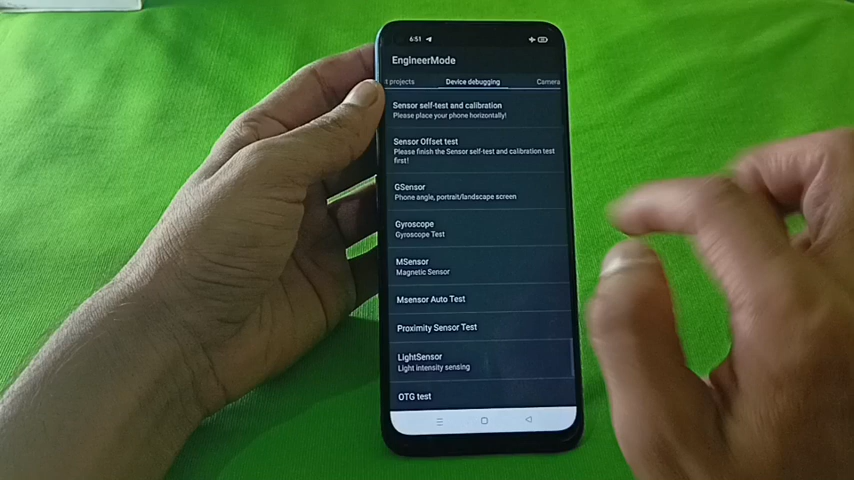 6:51
EngineerMode
t projects
Device debugging
Camera
Sensor self-test and calibration
Please place your phone horizontally!
Sensor Offset test
Please finish the Sensor self-test and calibration test
first!
GSensor
Phone angle, portrait/landscape screen
Gyroscope
Gyroscope Test
MSensor
Magnetic Sensor
Msensor Auto Test
Proximity Sensor Test
LightSensor
Light intensity sensing
OTG test